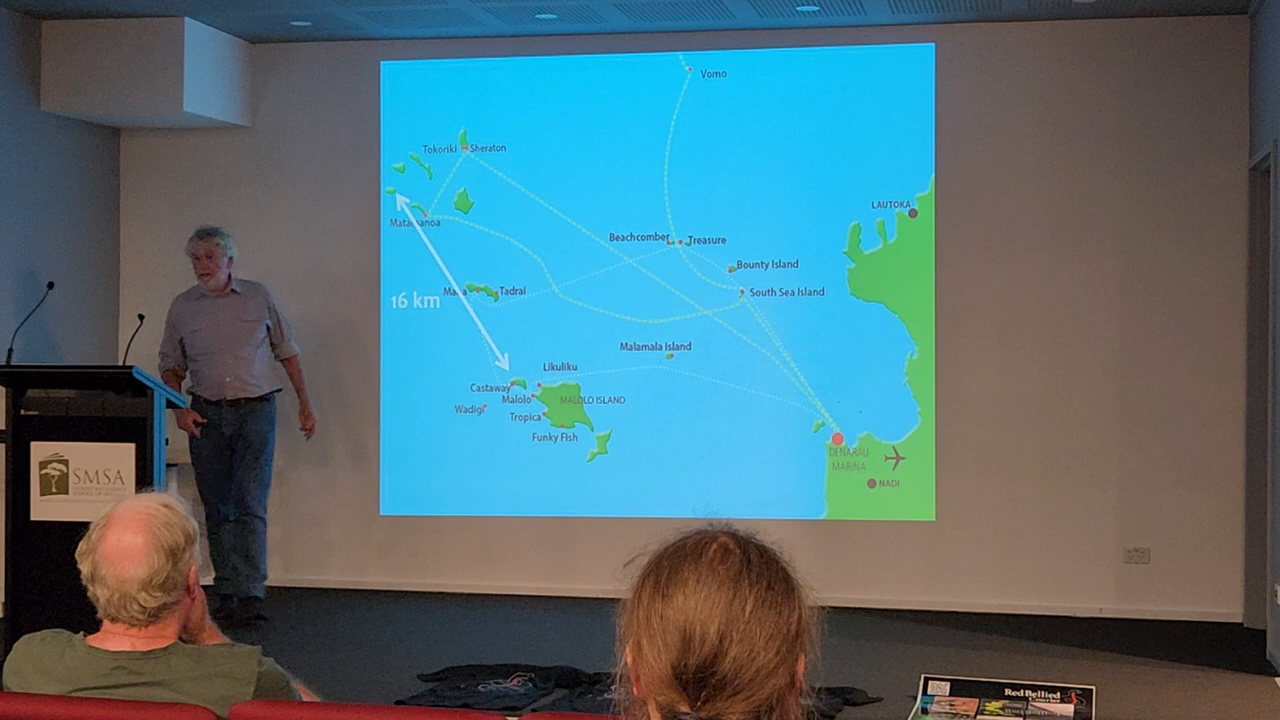 Vomo
Tokoriki
Sheraton
LAUTOKA
Beachcomber
Treasure
Bounty Island
South Sea Island
16 km
Tadrai
Malamala Island
Likuliku
Castaway
Malolo
MALOLO ISLAND
Wadigi
Tropica
Funky Fish
DENARAU
MARINA
NADI
SMSA
Red Bellied
Courier